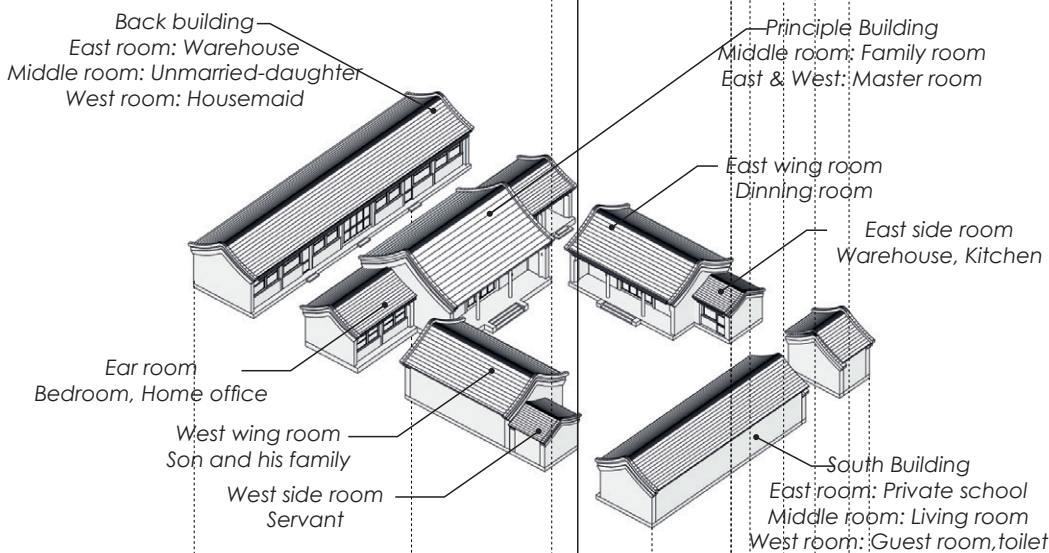 Back building
East room: Warehouse
Middle room: Unmarried-daughter
West room: Housemaid
Principle Building
Middle room: Family room
East & West: Master room
East wing room
Dinning room
East side room
Warehouse, Kitchen
Ear room
Bedroom, Home office
West wing room
Son and his family
West side room
Servant
South Building
East room: Private school
Middle room: Living room
West room: Guest room,toilet